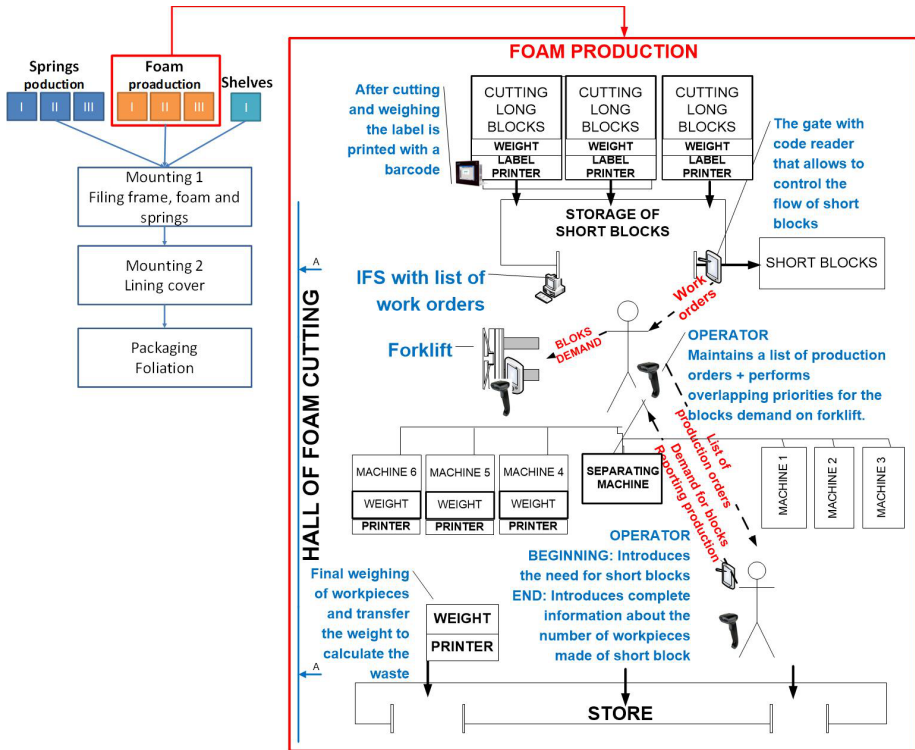 Springs
poduction
I
II
III
Foam
proaduction
I
II
III
Shelves
I
Mounting 1
Filing frame, foam and
springs
Mounting 2
Lining cover
Packaging
Foliation
FOAM PRODUCTION
After cutting
and weighing
the label is
printed with a
barcode
CUTTING
LONG
BLOCKS
WEIGHT
LABEL
PRINTER
CUTTING
LONG
BLOCKS
WEIGHT
LABEL
PRINTER
CUTTING
LONG
BLOCKS
WEIGHT
LABEL
PRINTER
The gate with
code reader
that allows to
control the
flow of short
blocks
STORAGE OF
SHORT BLOCKS
SHORT BLOCKS
A
HALL OF FOAM CUTTING
A
IFS with list of
work orders
Work
orders
Forklift
BLOKS
DEMAND
OPERATOR
Maintains a list of production
orders + performs
overlapping priorities for the
blocks demand on forklift.
List of
production orders
Demand for blocks
Reporting production
MACHINE 6
WEIGHT
PRINTER
MACHINE 5
WEIGHT
PRINTER
MACHINE 4
WEIGHT
PRINTER
SEPARATING
MACHINE
MACHINE 1
MACHINE 2
MACHINE 3
OPERATOR
BEGINNING: Introduces
the need for short blocks
END: Introduces complete
information about the
number of workpieces
made of short block
Final weighing
of workpieces
and transfer
the weight to
calculate the
waste
WEIGHT
PRINTER
STORE